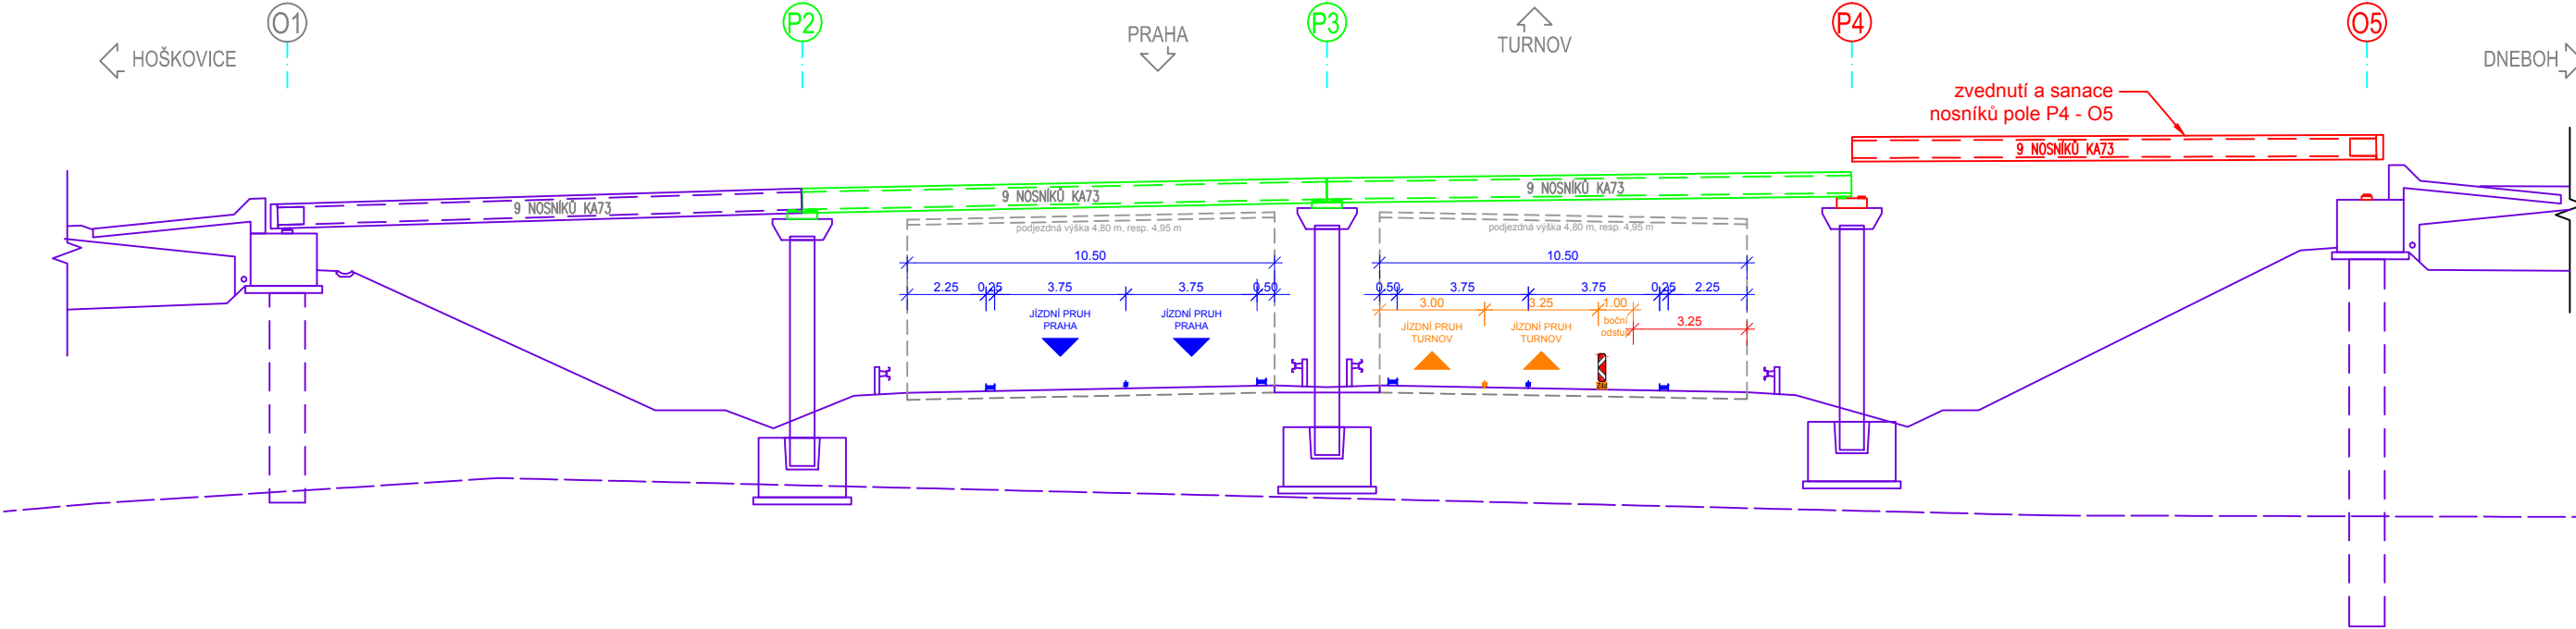 O1
P2
P3
P4
O5
HOŠKOVICE
PRAHA
TURNOV
DNEBOH
zvednutí a sanace
nosníků pole P4 - O5
9 NOSNÍKŮ KA73
9 NOSNÍKŮ KA73
9 NOSNÍKŮ KA73
9 NOSNÍKŮ KA73
podjezdná výška 4,80 m, resp. 4,95 m
podjezdná výška 4,80 m, resp. 4,95 m
10.50
10.50
2.25 0.25 3.75 3.75 0.50
0.50 3.75 3.75 0.25 2.25
3.00 3.25 1.00
3.25
JÍZDNÍ PRUH
PRAHA
JÍZDNÍ PRUH
PRAHA
JÍZDNÍ PRUH
TURNOV
JÍZDNÍ PRUH
TURNOV
boční
odstup